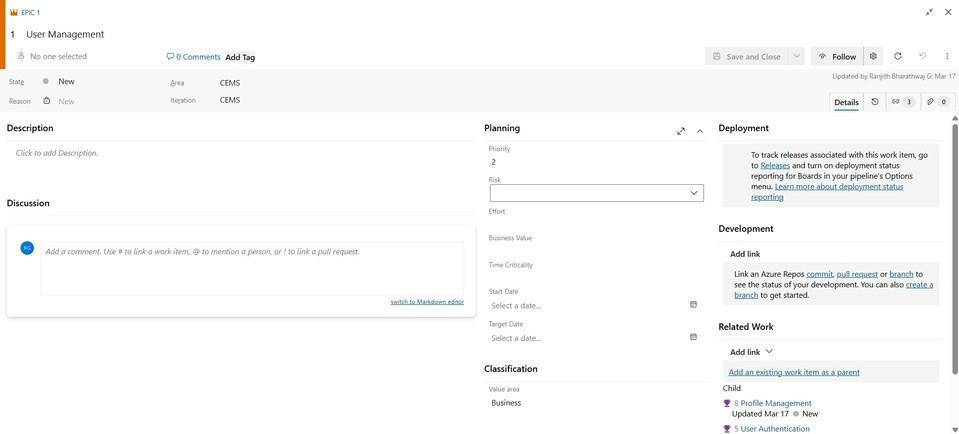 EPIC 1
1 User Management
No one selected
0 Comments
Add Tag
Save and Close
Follow
State
New
Area
CEMS
Updated by Ranjith Bharathwaj G: Mar 17
Reason
New
Iteration
CEMS
Details
3
0
Description
Click to add Description.
Discussion
RG
Add a comment. Use # to link a work item, @ to mention a person, or ! to link a pull request.
switch to Markdown editor
Planning
Priority
2
Risk
Effort
Business Value
Time Criticality
Start Date
Select a date...
Target Date
Select a date...
Classification
Value area
Business
Deployment
To track releases associated with this work item, go
to Releases and turn on deployment status
reporting for Boards in your pipeline's Options
menu. Learn more about deployment status
reporting
Development
Add link
Link an Azure Repos commit, pull request or branch to
see the status of your development. You can also create a
branch to get started.
Related Work
Add link
Add an existing work item as a parent
Child
8 Profile Management
Updated Mar 17 New
5 User Authentication